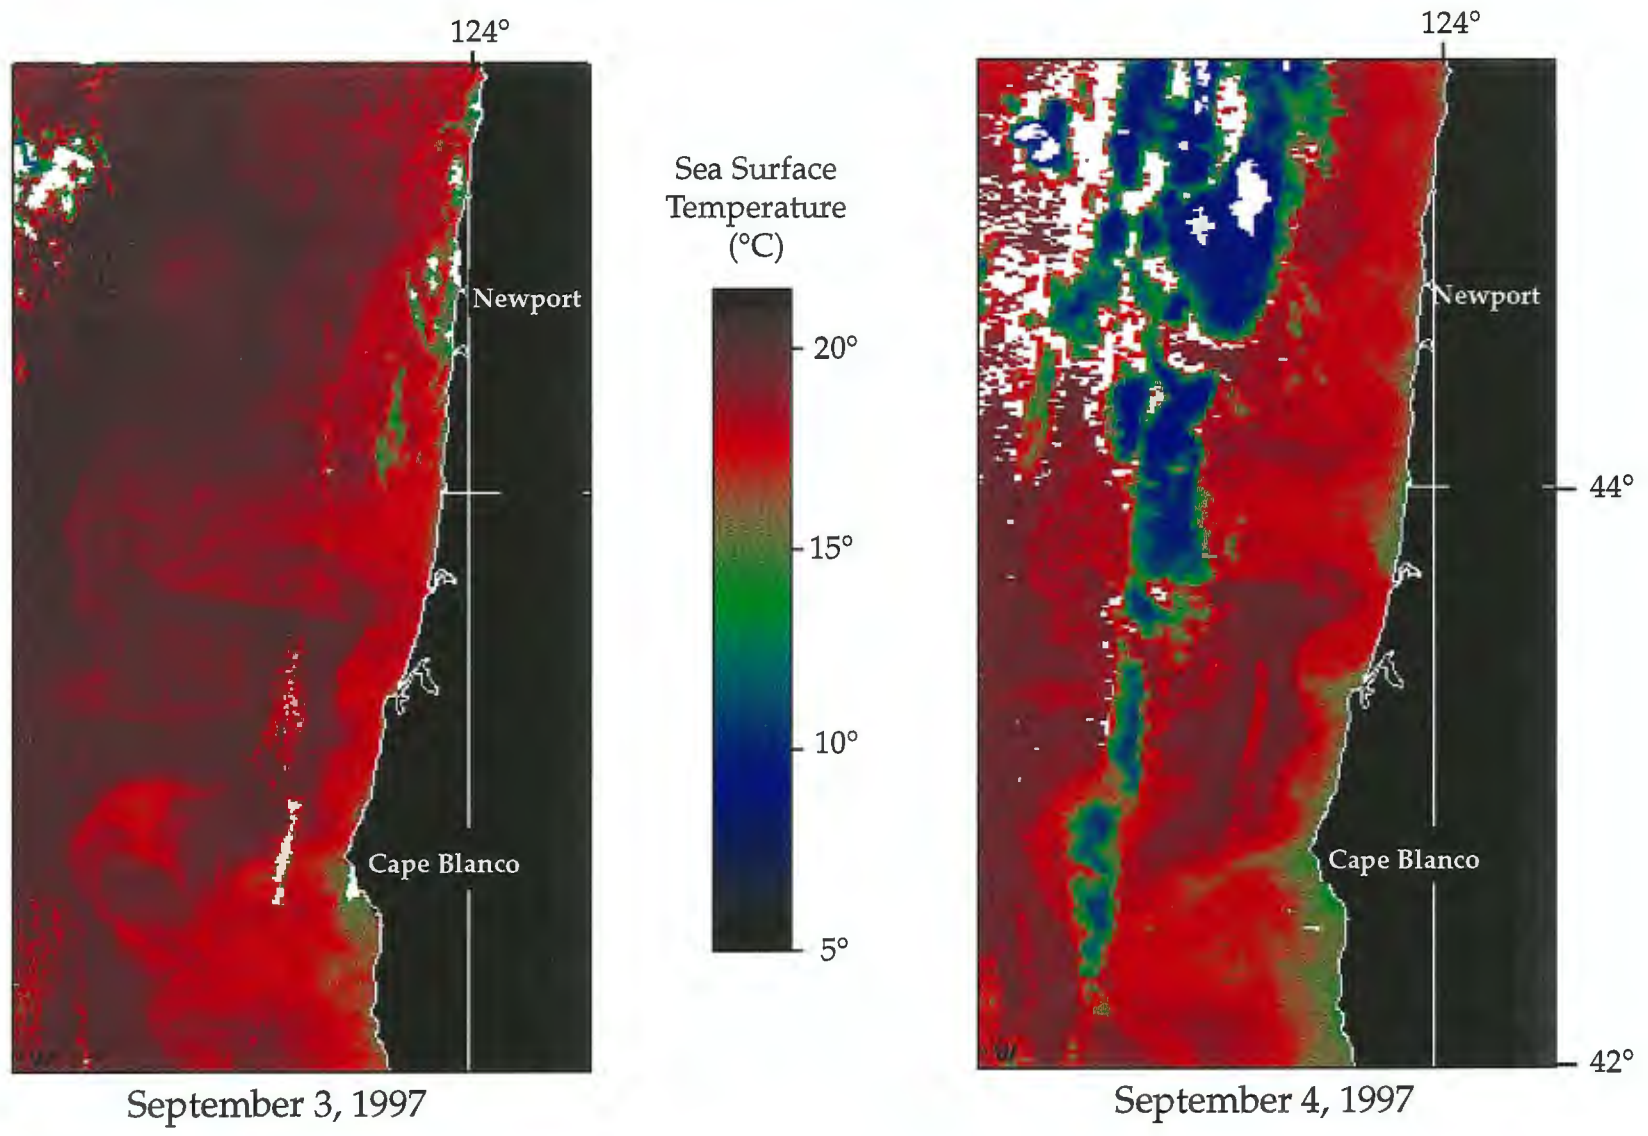 124°
124°
Sea Surface
Temperature
(°C)
Newport
Newport
20°
15°
10°
5°
44°
Cape Blanco
Cape Blanco
42°
September 3, 1997
September 4, 1997